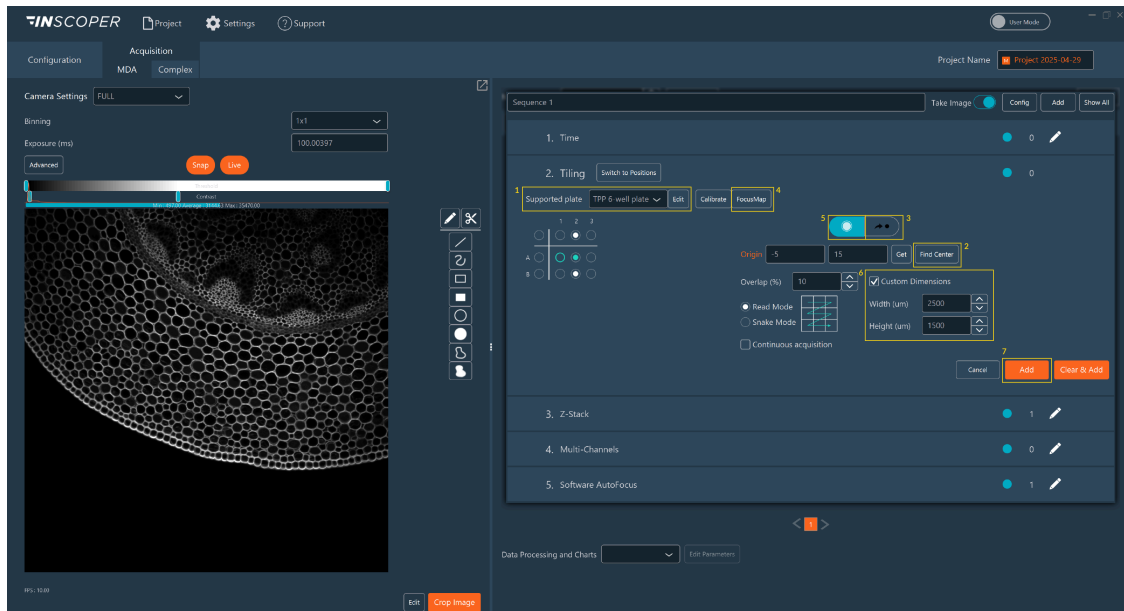 INSCOPER Project Settings Support User Mode
Configuration Acquisition Project Name Project 2025-04-29
MDA Complex
Camera Settings FULL
Binning 1x1
Exposure (ms) 100.00397
Advanced Snap Live
Contrast
Sequence 1 Take Image Config Add Show All
1. Time 0
2. Tiling Switch to Positions 0
1 Supported plate TPP 6-well plate Edit Calibrate FocusMap 4
1 2 3
5 3
A
B
Origin -5 15 Get Find Center 2
Overlap (%) 10 6 Custom Dimensions
Read Mode Width (um) 2500
Snake Mode Height (um) 1500
Continuous acquisition
7
Cancel Add Clear & Add
3. Z-Stack 1
4. Multi-Channels 0
5. Software AutoFocus 1
< 1 >
Data Processing and Charts Edit Parameters
FPS: 10.00
Edit Crop Image